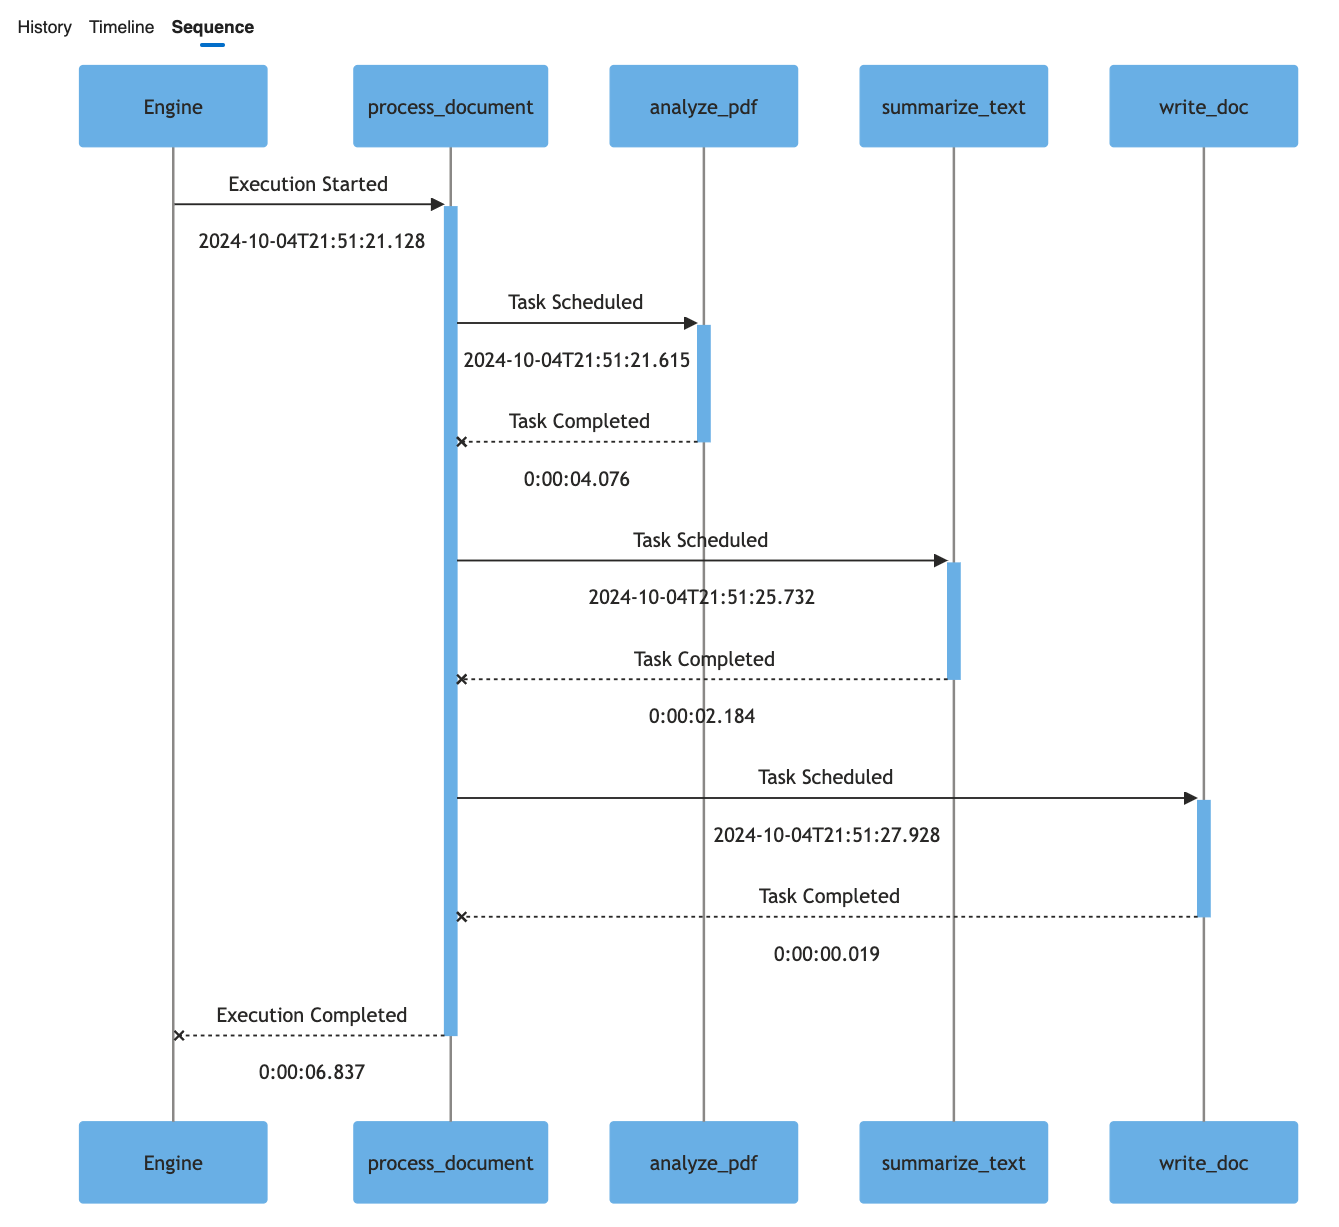 History Timeline Sequence
Engine process_document analyze_pdf summarize_text write_doc
Execution Started
2024-10-04T21:51:21.128
Task Scheduled
2024-10-04T21:51:21.615
Task Completed
0:00:04.076
Task Scheduled
2024-10-04T21:51:25.732
Task Completed
0:00:02.184
Task Scheduled
2024-10-04T21:51:27.928
Task Completed
0:00:00.019
Execution Completed
0:00:06.837
Engine process_document analyze_pdf summarize_text write_doc